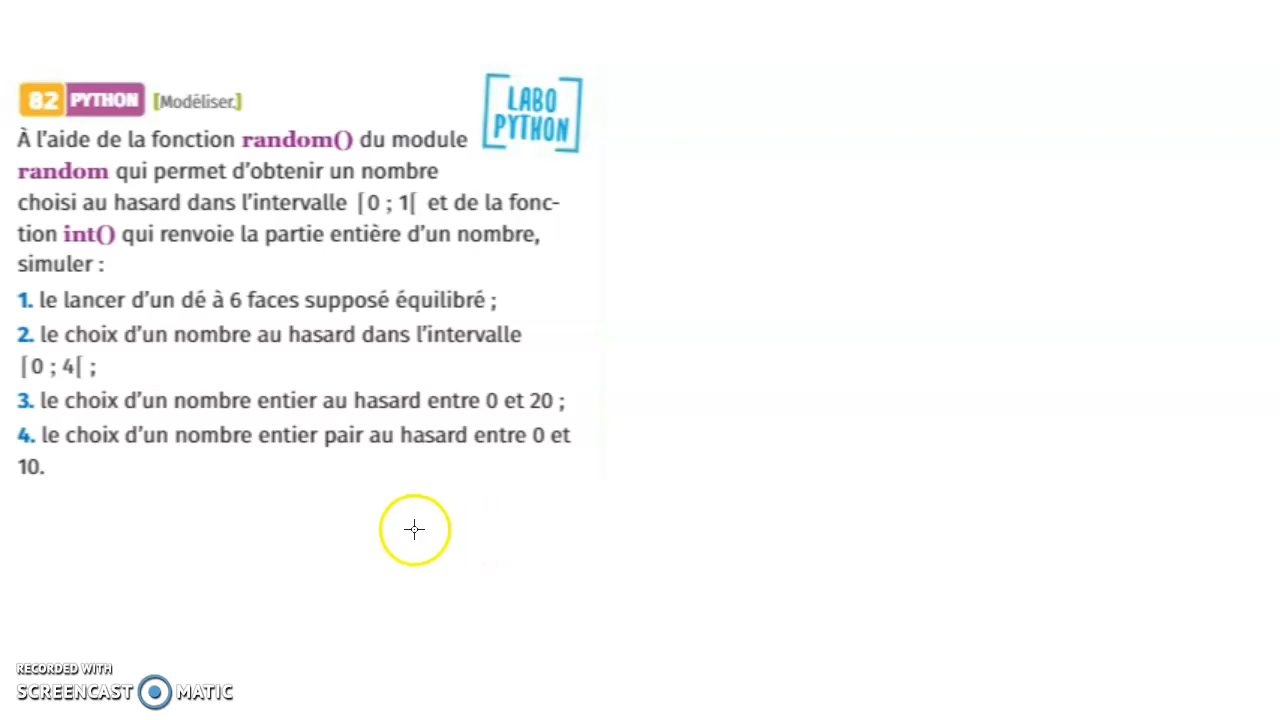 82 PYTHON [Modéliser.]
LABO
PYTHON
À l'aide de la fonction random() du module
random qui permet d'obtenir un nombre
choisi au hasard dans l'intervalle [0 ; 1[ et de la fonc-
tion int() qui renvoie la partie entière d'un nombre,
simuler :
1. le lancer d'un dé à 6 faces supposé équilibré ;
2. le choix d'un nombre au hasard dans l'intervalle
[0 ; 4[ ;
3. le choix d'un nombre entier au hasard entre 0 et 20 ;
4. le choix d'un nombre entier pair au hasard entre 0 et
10.
RECORDED WITH
SCREENCAST MATIC